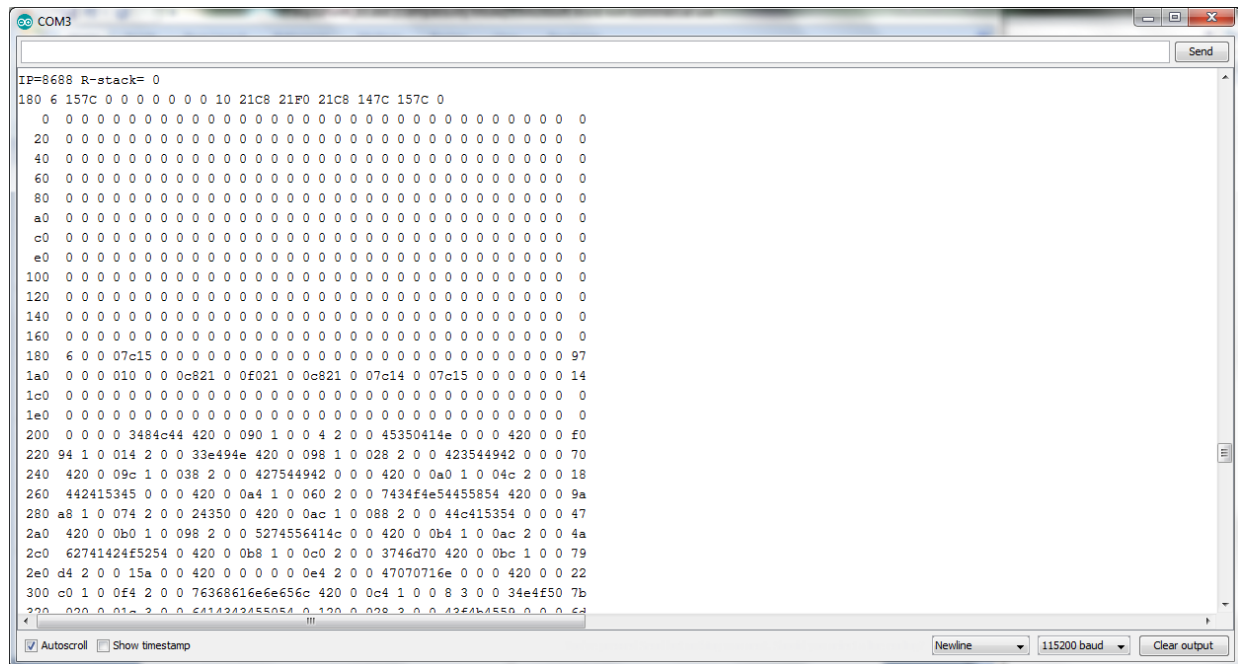 COM3
Send
IP=8688 R-stack= 0
180 6 157C 0 0 0 0 0 0 0 10 21C8 21F0 21C8 147C 157C 0
0 0 0 0 0 0 0 0 0 0 0 0 0 0 0 0 0 0 0 0 0 0 0 0 0 0 0 0 0 0 0 0 0 0
20 0 0 0 0 0 0 0 0 0 0 0 0 0 0 0 0 0 0 0 0 0 0 0 0 0 0 0 0 0 0 0 0 0
40 0 0 0 0 0 0 0 0 0 0 0 0 0 0 0 0 0 0 0 0 0 0 0 0 0 0 0 0 0 0 0 0 0
60 0 0 0 0 0 0 0 0 0 0 0 0 0 0 0 0 0 0 0 0 0 0 0 0 0 0 0 0 0 0 0 0 0
80 0 0 0 0 0 0 0 0 0 0 0 0 0 0 0 0 0 0 0 0 0 0 0 0 0 0 0 0 0 0 0 0 0
a0 0 0 0 0 0 0 0 0 0 0 0 0 0 0 0 0 0 0 0 0 0 0 0 0 0 0 0 0 0 0 0 0 0
c0 0 0 0 0 0 0 0 0 0 0 0 0 0 0 0 0 0 0 0 0 0 0 0 0 0 0 0 0 0 0 0 0 0
e0 0 0 0 0 0 0 0 0 0 0 0 0 0 0 0 0 0 0 0 0 0 0 0 0 0 0 0 0 0 0 0 0 0
100 0 0 0 0 0 0 0 0 0 0 0 0 0 0 0 0 0 0 0 0 0 0 0 0 0 0 0 0 0 0 0 0 0
120 0 0 0 0 0 0 0 0 0 0 0 0 0 0 0 0 0 0 0 0 0 0 0 0 0 0 0 0 0 0 0 0 0
140 0 0 0 0 0 0 0 0 0 0 0 0 0 0 0 0 0 0 0 0 0 0 0 0 0 0 0 0 0 0 0 0 0
160 0 0 0 0 0 0 0 0 0 0 0 0 0 0 0 0 0 0 0 0 0 0 0 0 0 0 0 0 0 0 0 0 0
180 6 0 0 07c15 0 0 0 0 0 0 0 0 0 0 0 0 0 0 0 0 0 0 0 0 0 0 0 0 0 0 97
1a0 0 0 0 010 0 0 0c821 0 0f021 0 0c821 0 07c14 0 07c15 0 0 0 0 0 0 14
1c0 0 0 0 0 0 0 0 0 0 0 0 0 0 0 0 0 0 0 0 0 0 0 0 0 0 0 0 0 0 0 0 0 0
1e0 0 0 0 0 0 0 0 0 0 0 0 0 0 0 0 0 0 0 0 0 0 0 0 0 0 0 0 0 0 0 0 0 0
200 0 0 0 0 3484c44 420 0 090 1 0 0 4 2 0 0 45350414e 0 0 0 420 0 0 f0
220 94 1 0 014 2 0 0 33e494e 420 0 098 1 0 028 2 0 0 423544942 0 0 0 70
240 420 0 09c 1 0 038 2 0 0 427544942 0 0 0 420 0 0a0 1 0 04c 2 0 0 18
260 442415345 0 0 0 420 0 0a4 1 0 060 2 0 0 7434f4e54455854 420 0 0 9a
280 a8 1 0 074 2 0 0 24350 0 420 0 0ac 1 0 088 2 0 0 44c415354 0 0 0 47
2a0 420 0 0b0 1 0 098 2 0 0 5274556414c 0 0 420 0 0b4 1 0 0ac 2 0 0 4a
2c0 62741424f5254 0 420 0 0b8 1 0 0c0 2 0 0 3746d70 420 0 0bc 1 0 0 79
2e0 d4 2 0 0 15a 0 0 420 0 0 0 0 0 0e4 2 0 0 47070716e 0 0 0 420 0 0 22
300 c0 1 0 0f4 2 0 0 76368616e6e656c 420 0 0c4 1 0 0 8 3 0 0 34e4f50 7b
320 020 0 01c 3 0 0 6414343455054 0 120 0 028 3 0 0 43f4b4559 0 0 0 6d
Autoscroll
Show timestamp
Newline
115200 baud
Clear output